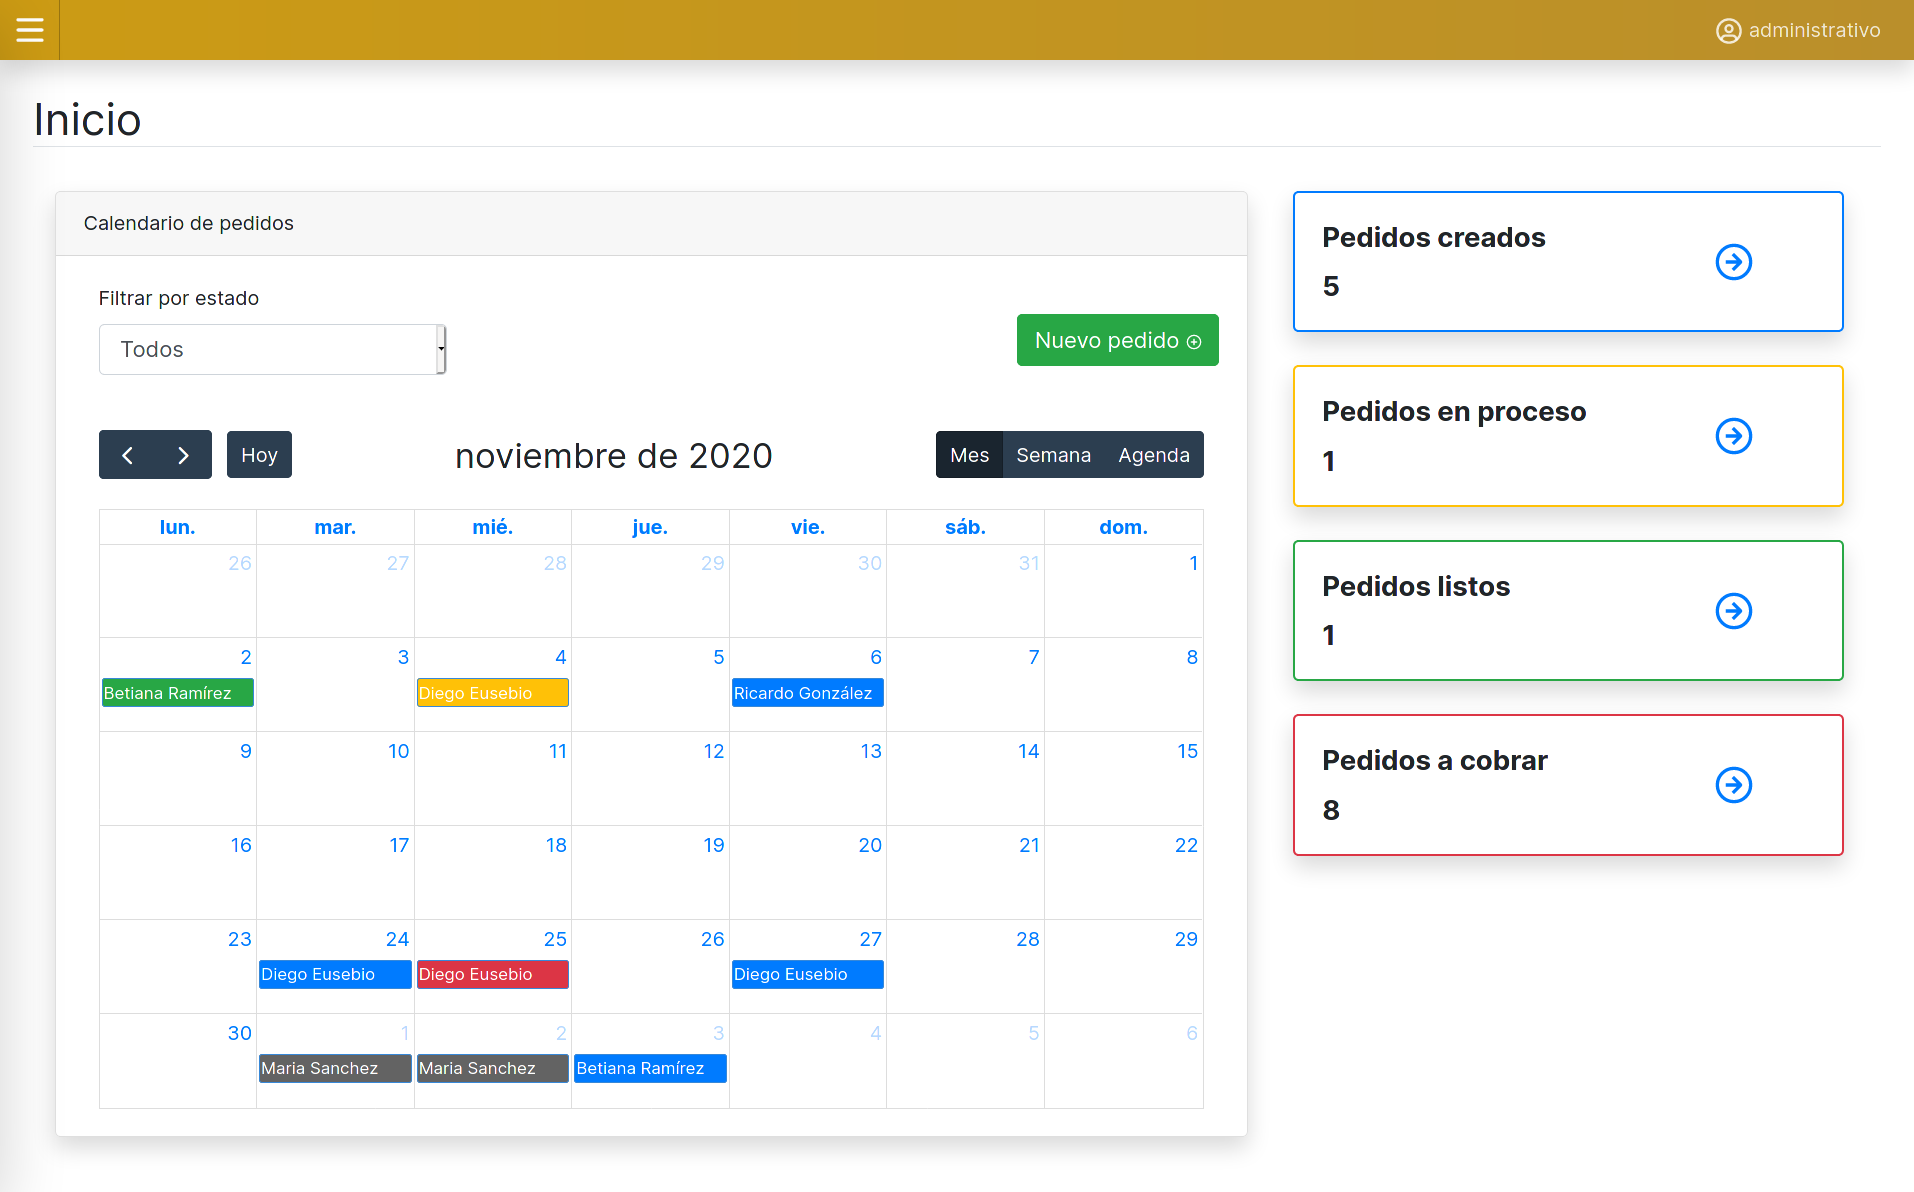 administrativo
Inicio
Calendario de pedidos
Filtrar por estado
Todos
Nuevo pedido
Hoy
noviembre de 2020
Mes Semana Agenda
lun. mar. mié. jue. vie. sáb. dom.
26 27 28 29 30 31 1
2 3 4 5 6 7 8
Betiana Ramírez Diego Eusebio Ricardo González
9 10 11 12 13 14 15
16 17 18 19 20 21 22
23 24 25 26 27 28 29
Diego Eusebio Diego Eusebio Diego Eusebio
30 1 2 3 4 5 6
Maria Sanchez Maria Sanchez Betiana Ramírez
Pedidos creados
5
Pedidos en proceso
1
Pedidos listos
1
Pedidos a cobrar
8